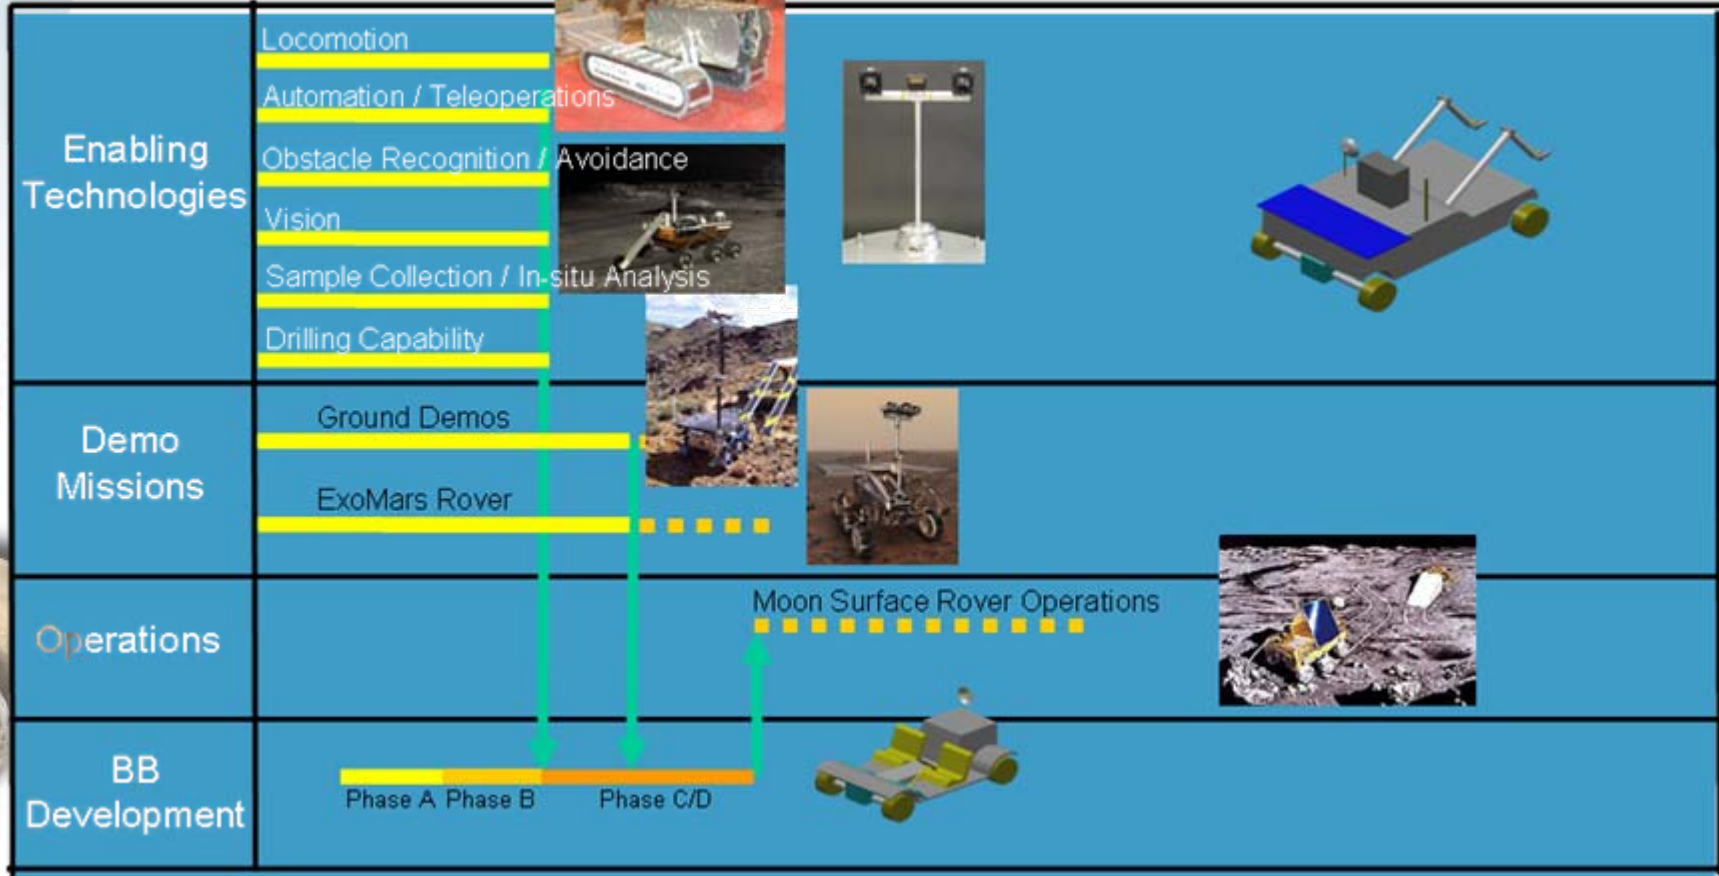 Enabling
Technologies
Locomotion
Automation / Teleoperations
Obstacle Recognition / Avoidance
Vision
Sample Collection / In-situ Analysis
Drilling Capability
Demo
Missions
Ground Demos
ExoMars Rover
Operations
Moon Surface Rover Operations
BB
Development
Phase A Phase B Phase C/D